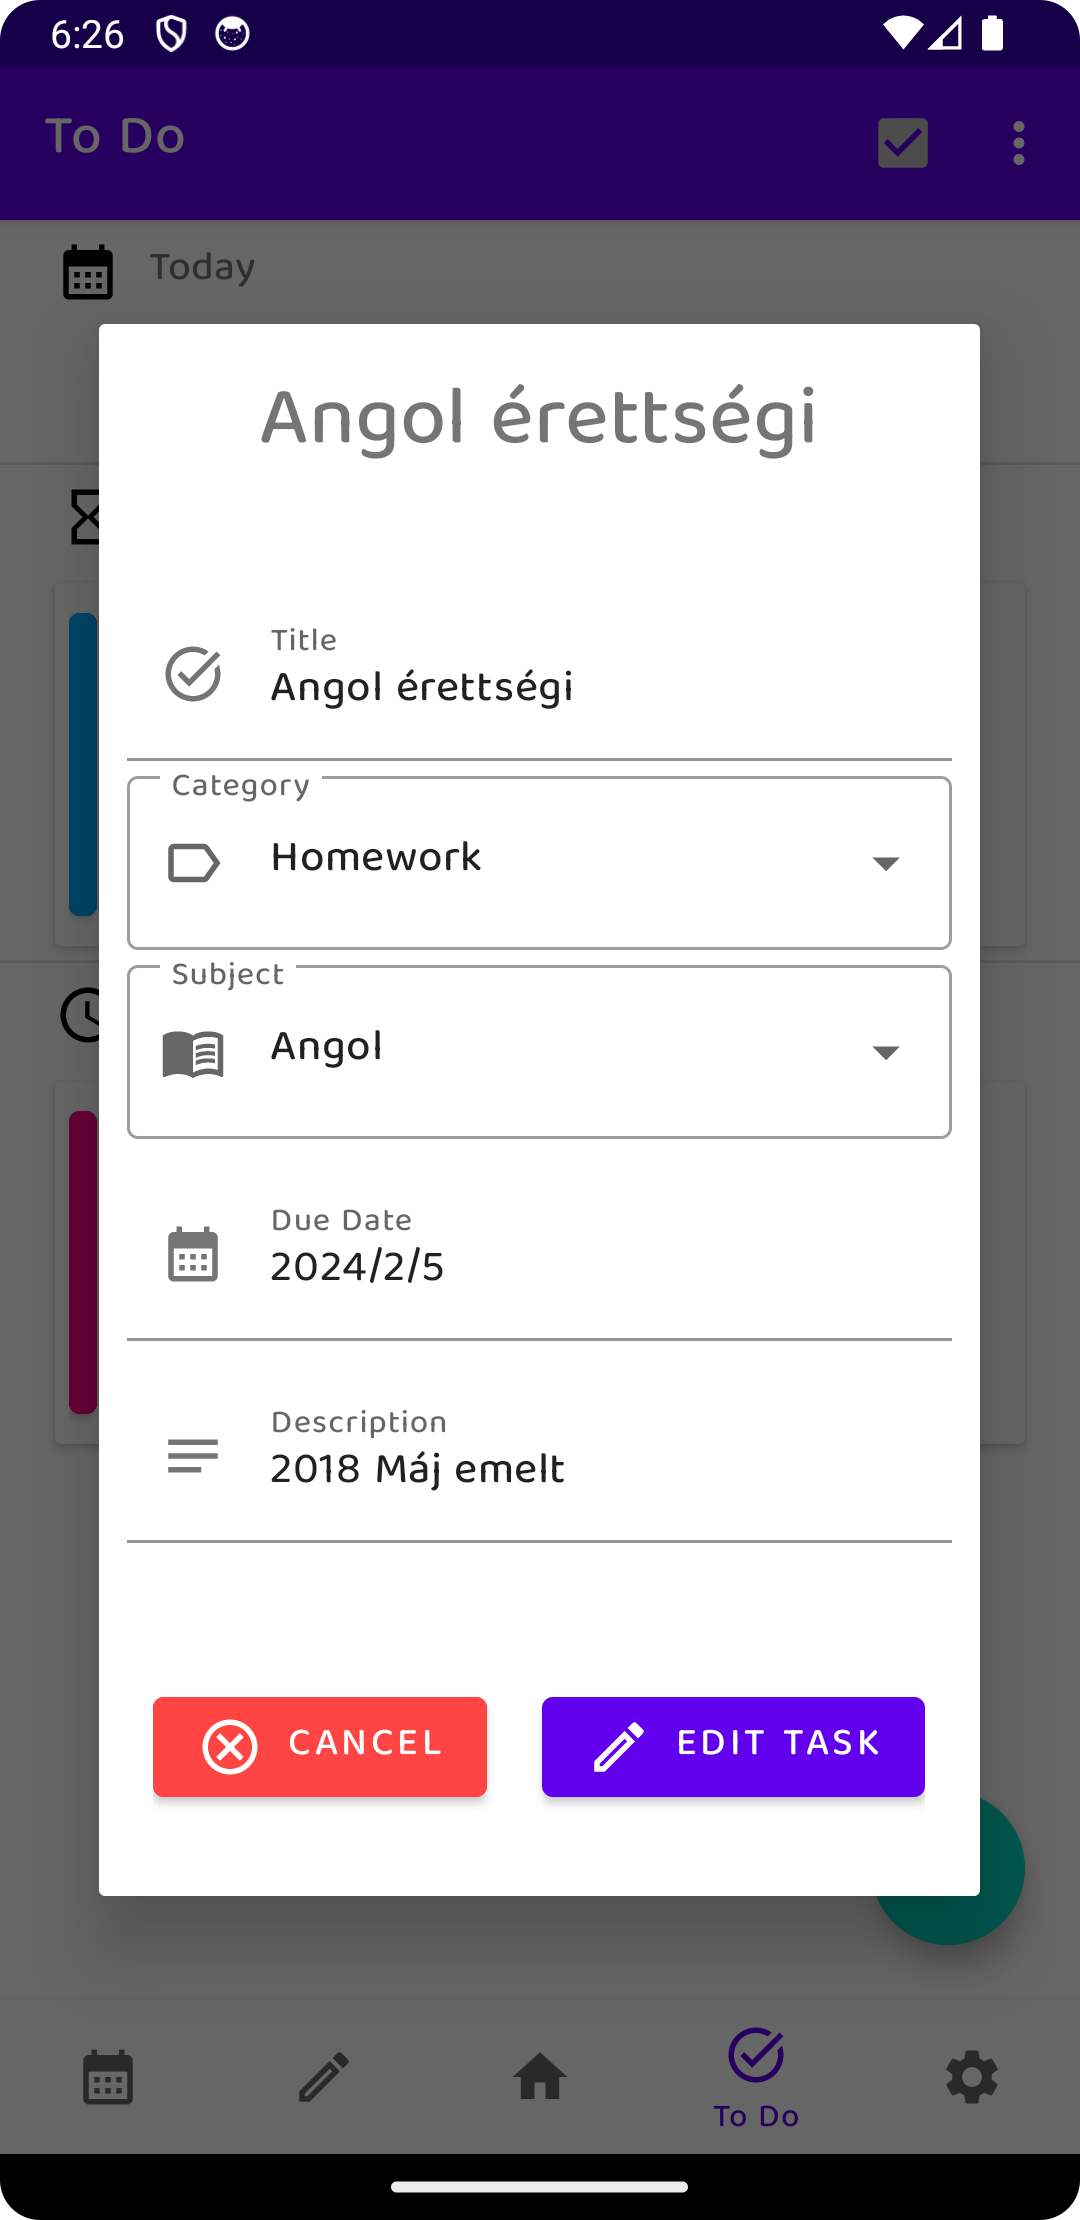 6:26
To Do
Today
Angol érettségi
Title
Angol érettségi
Category
Homework
Subject
Angol
Due Date
2024/2/5
Description
2018 Máj emelt
CANCEL
EDIT TASK
To Do